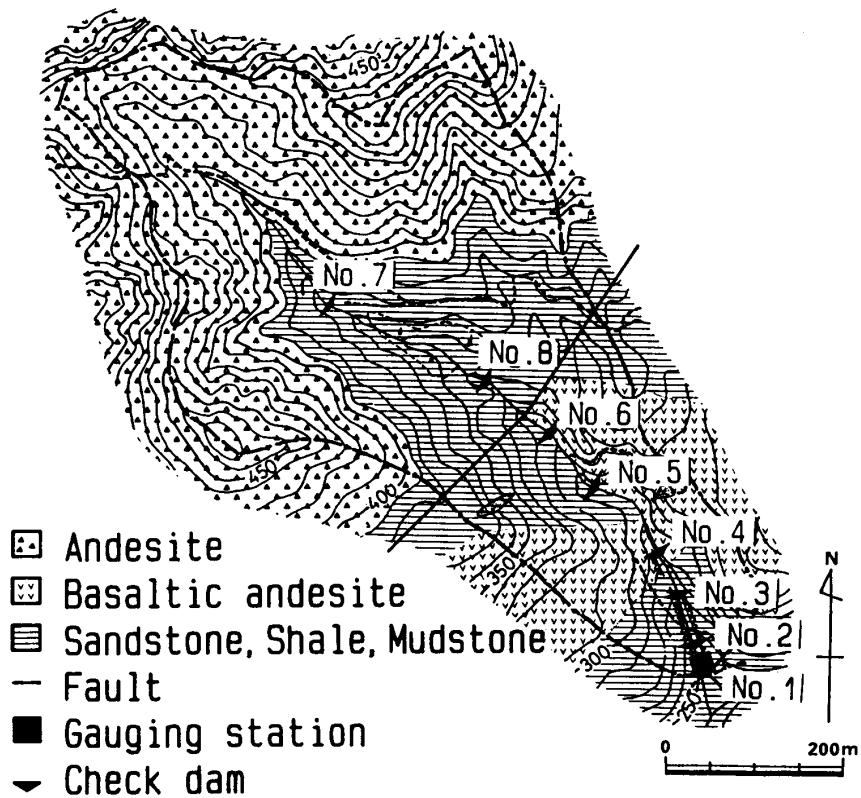 450
No.7
No.8
No.6
No.5
450
400
No.4
350
No.3
No.2
300
No.1
250
Andesite
Basaltic andesite
Sandstone, Shale, Mudstone
Fault
Gauging station
Check dam
N
0 200m